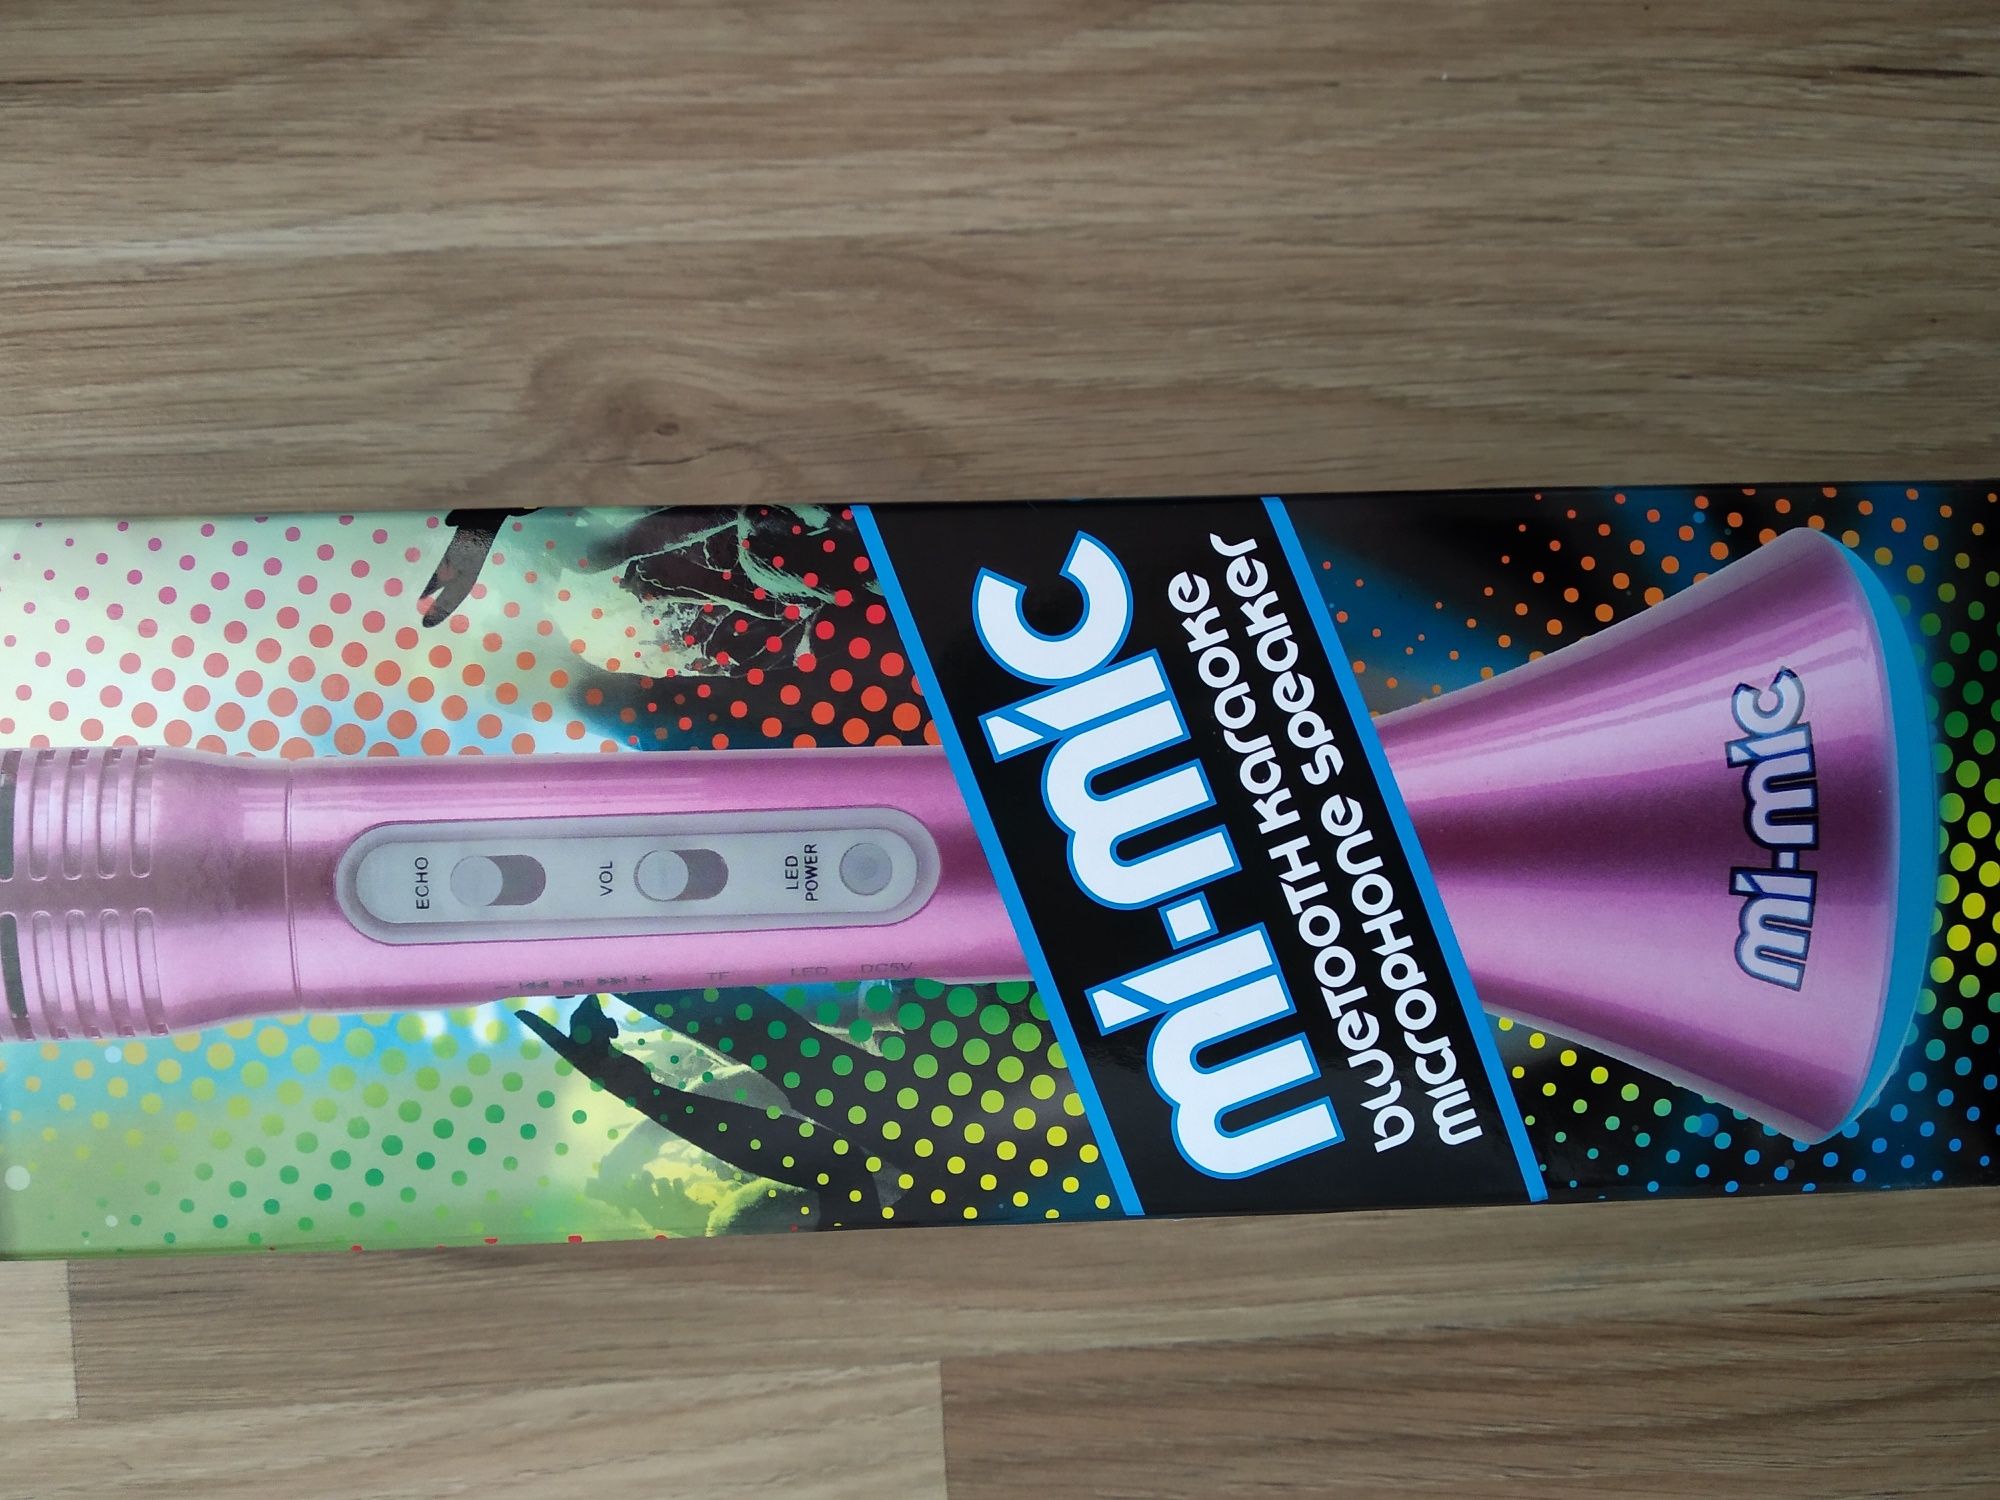 ECHO
VOL
LED
POWER
TF
LED
DC5V
mi-mic
bLueTOOTH karaoke
microphone speaker
mi-mic